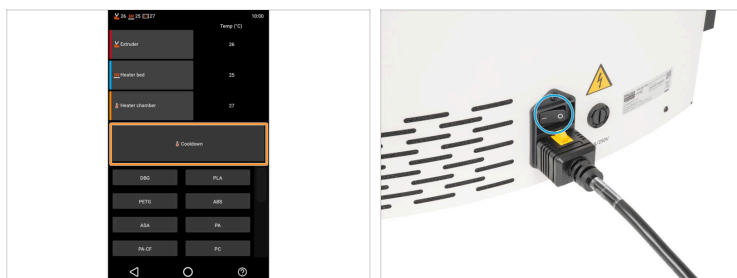 26 25 27 10:00
Temp (°C)
Extruder 26
Heater bed 25
Heater chamber 27
Cooldown
DBG PLA
PETG ABS
ASA PA
PA-CF PC
– O